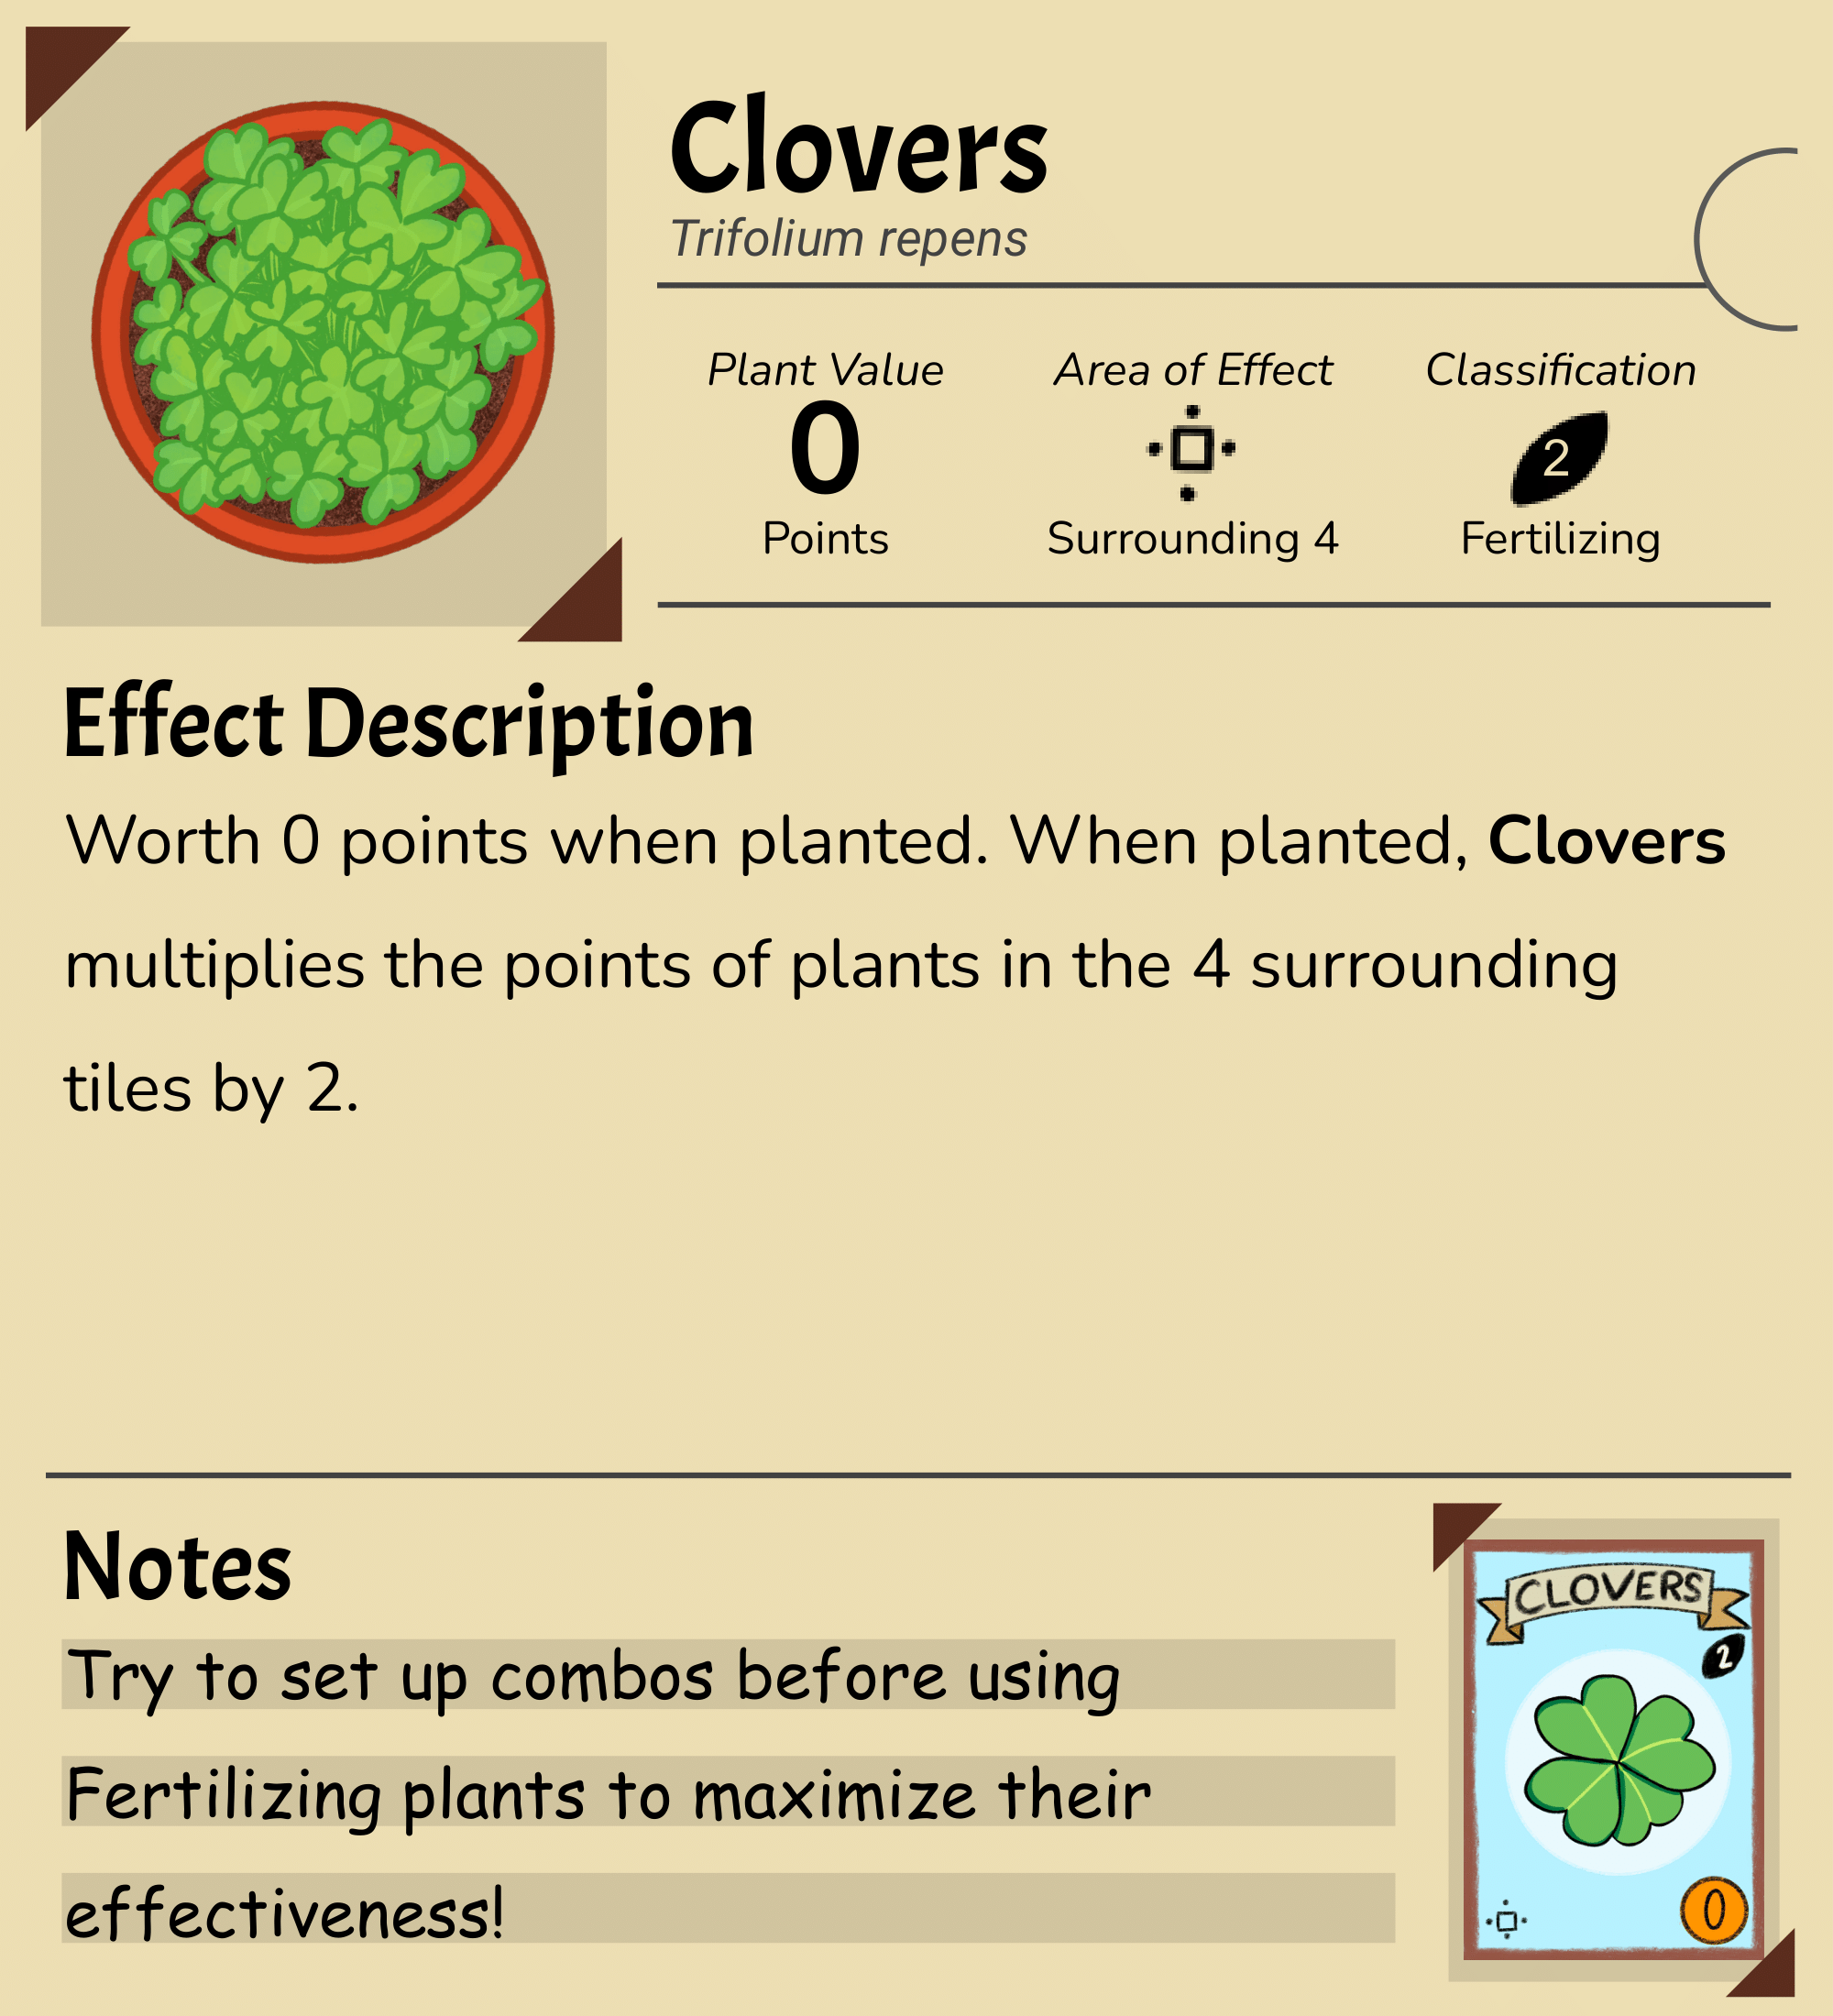 Clovers
Trifolium repens
Plant Value
0
Points
Area of Effect
Surrounding 4
Classification
2
Fertilizing
Effect Description
Worth 0 points when planted. When planted, Clovers
multiplies the points of plants in the 4 surrounding
tiles by 2.
Notes
Try to set up combos before using
Fertilizing plants to maximize their
effectiveness!
CLOVERS
2
0